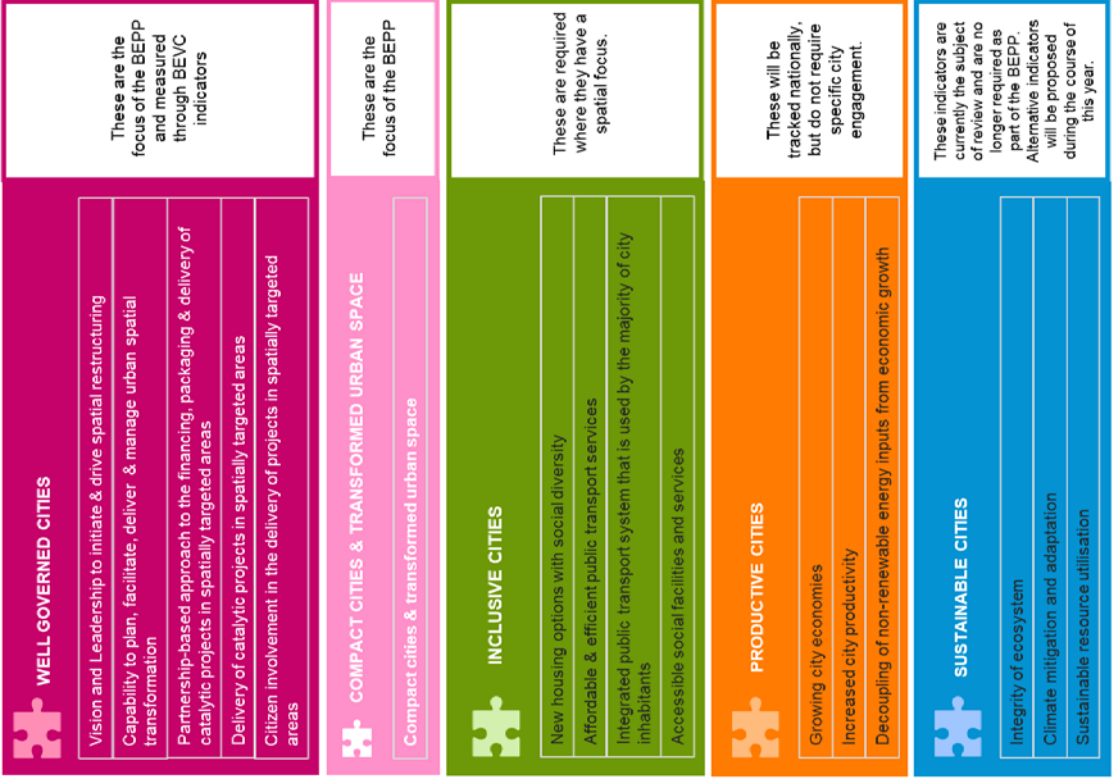 WELL GOVERNED CITIES
Vision and Leadership to initiate & drive spatial restructuring
Capability to plan, facilitate, deliver & manage urban spatial
transformation
Partnership-based approach to the financing, packaging & delivery of
catalytic projects in spatially targeted areas
Delivery of catalytic projects in spatially targeted areas
Citizen involvement in the delivery of projects in spatially targeted
areas
These are the
focus of the BEPP
and measured
through BEVC
indicators
COMPACT CITIES & TRANSFORMED URBAN SPACE
Compact cities & transformed urban space
These are the
focus of the BEPP
INCLUSIVE CITIES
New housing options with social diversity
Affordable & efficient public transport services
Integrated public transport system that is used by the majority of city
inhabitants
Accessible social facilities and services
These are required
where they have a
spatial focus.
PRODUCTIVE CITIES
Growing city economies
Increased city productivity
Decoupling of non-renewable energy inputs from economic growth
These will be
tracked nationally,
but do not require
specific city
engagement.
SUSTAINABLE CITIES
Integrity of ecosystem
Climate mitigation and adaptation
Sustainable resource utilisation
These indicators are
currently the subject
of review and are no
longer required as
part of the BEPP.
Alternative indicators
will be proposed
during the course of
this year.